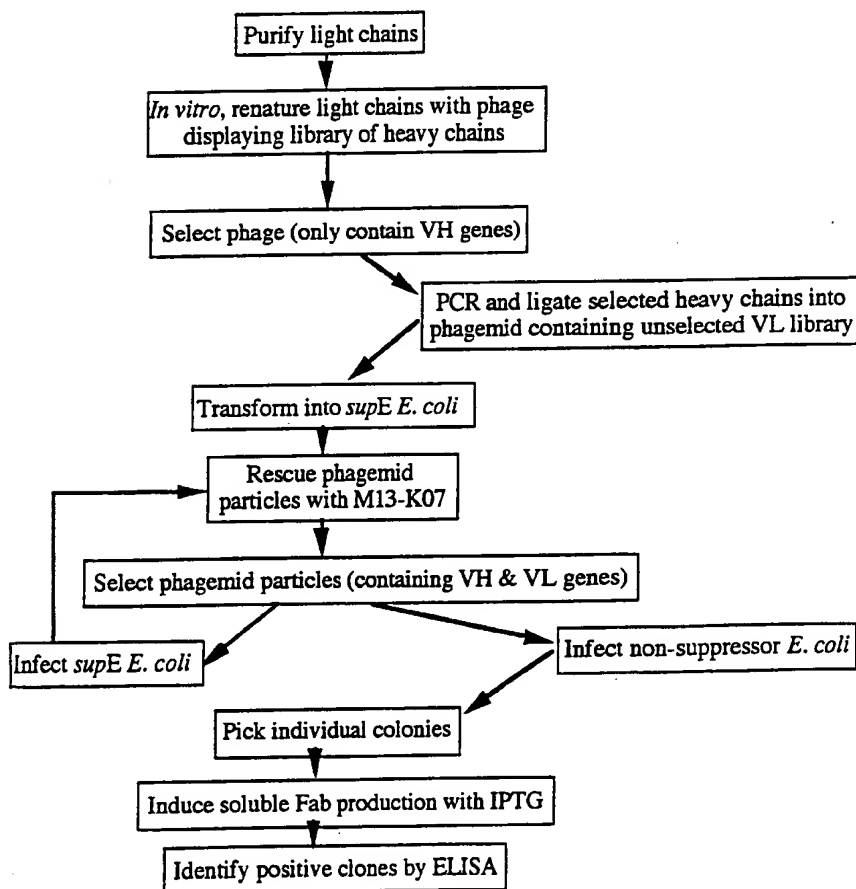 Purify light chains
In vitro, renature light chains with phage
displaying library of heavy chains
Select phage (only contain VH genes)
PCR and ligate selected heavy chains into
phagemid containing unselected VL library
Transform into supE E. coli
Rescue phagemid
particles with M13-K07
Select phagemid particles (containing VH & VL genes)
Infect supE E. coli
Infect non-suppressor E. coli
Pick individual colonies
Induce soluble Fab production with IPTG
Identify positive clones by ELISA